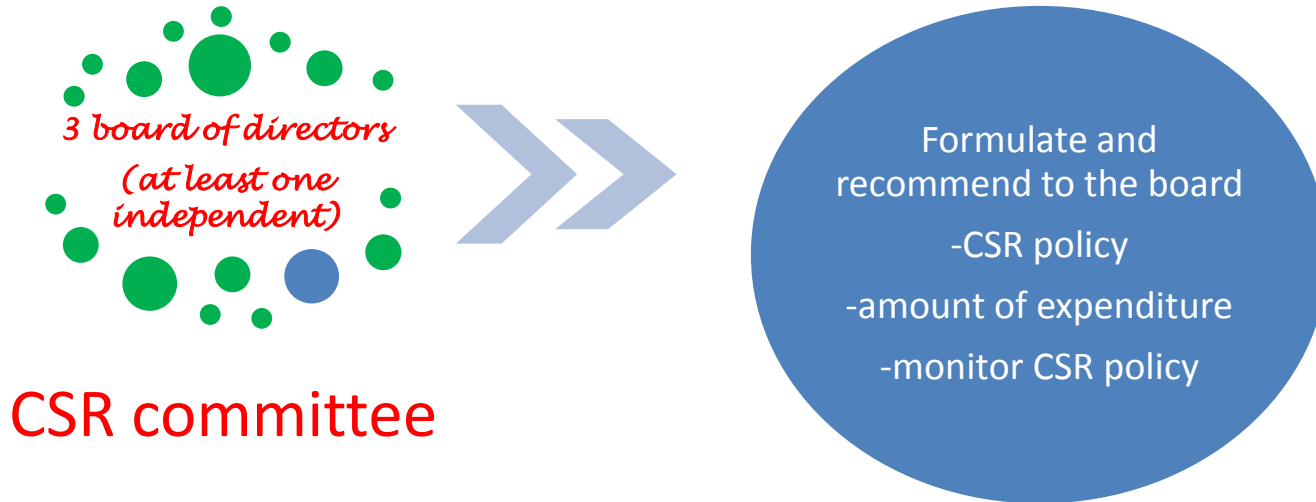 3 board of directors
(at least one
independent)
CSR committee
Formulate and
recommend to the board
-CSR policy
-amount of expenditure
-monitor CSR policy